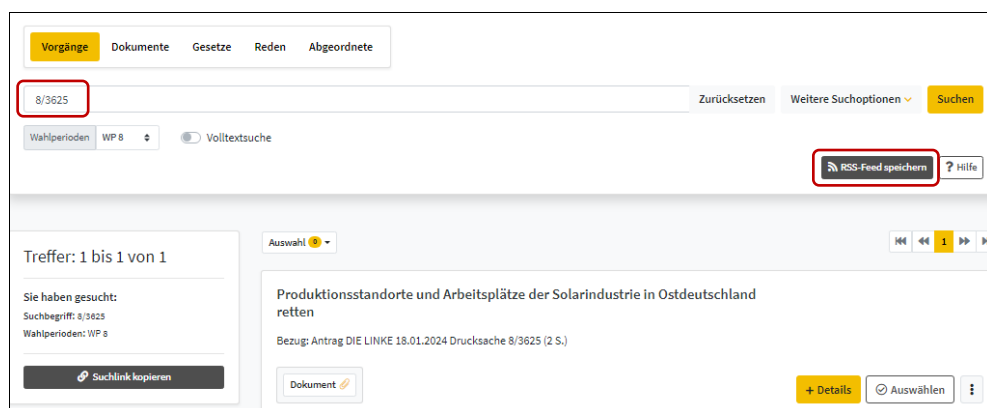 Vorgänge Dokumente Gesetze Reden Abgeordnete
8/3625 Zurücksetzen Weitere Suchoptionen Suchen
Wahlperioden WP 8 Volltextsuche
RSS-Feed speichern ? Hilfe
Auswahl 0 1
Treffer: 1 bis 1 von 1
Sie haben gesucht:
Suchbegriff: 8/3625
Wahlperioden: WP 8
Suchlink kopieren
Produktionsstandorte und Arbeitsplätze der Solarindustrie in Ostdeutschland
retten
Bezug: Antrag DIE LINKE 18.01.2024 Drucksache 8/3625 (2 S.)
Dokument + Details Auswählen